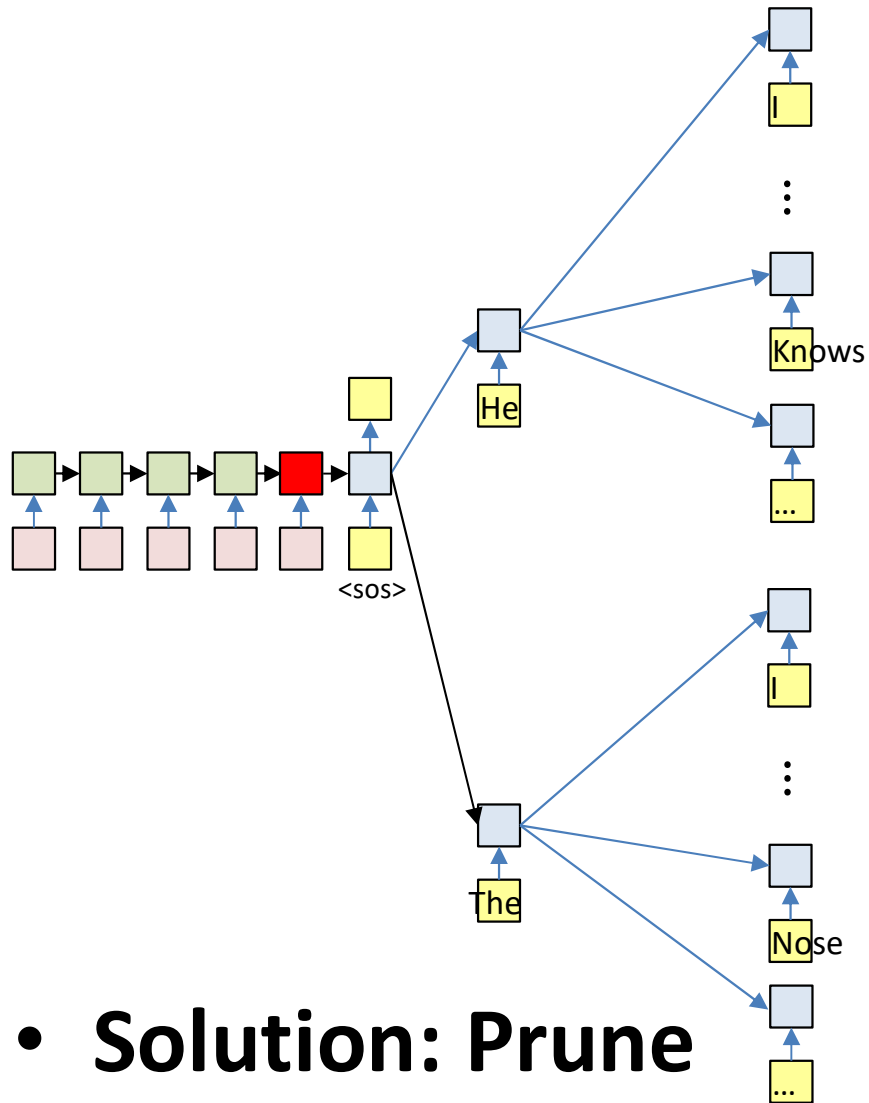 I
⋮
Knows
He
...
<sos>
I
⋮
The
Nose
• Solution: Prune
...